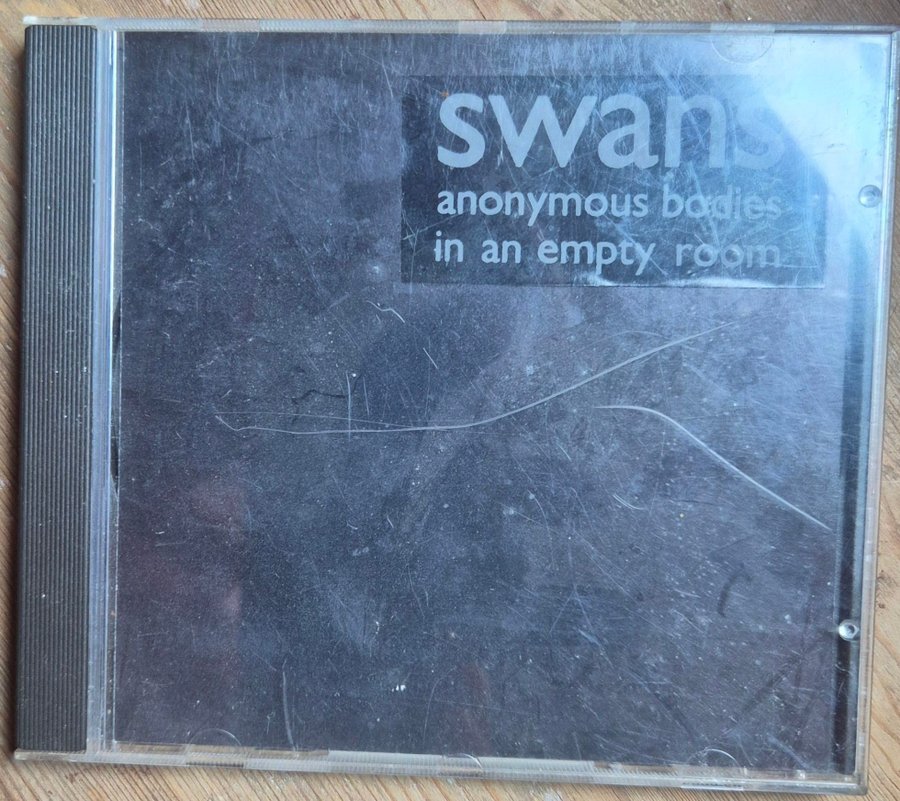 swans
anonymous bodies
in an empty room